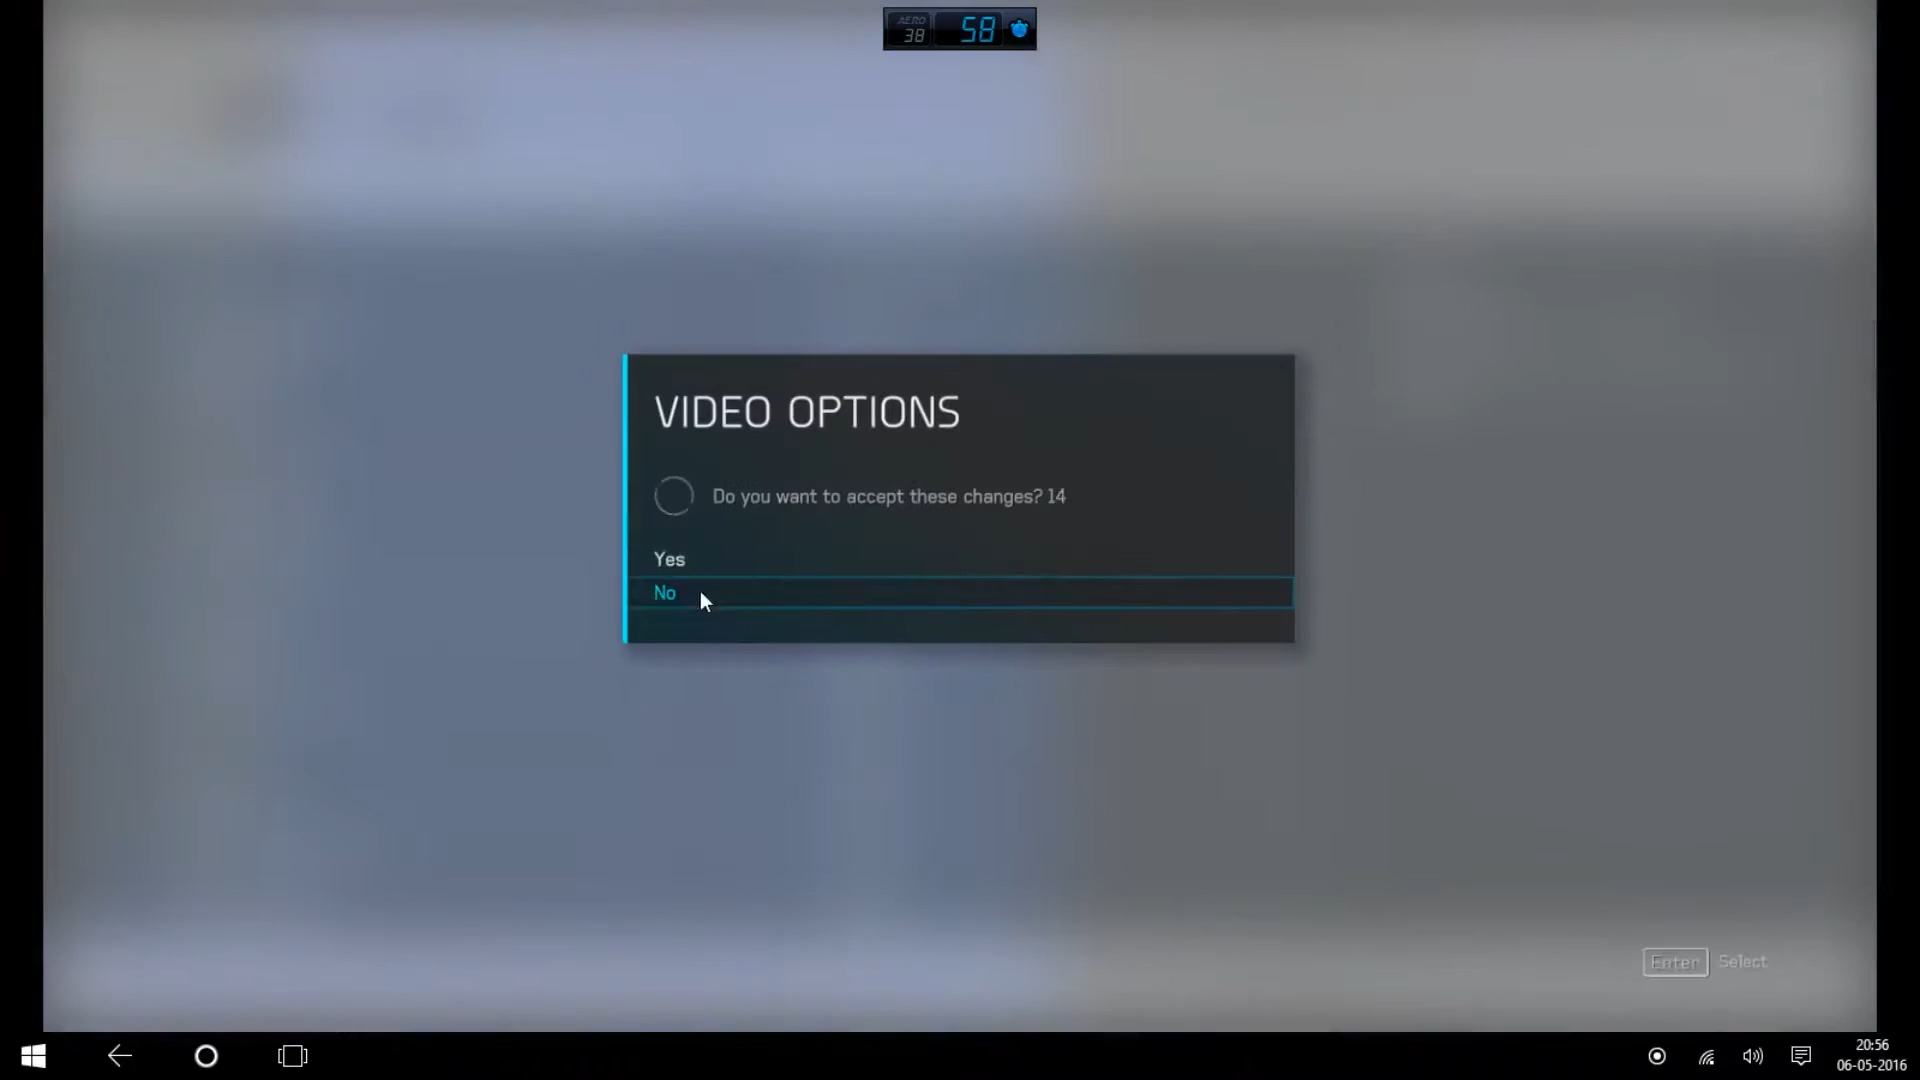 AERO
38
58
VIDEO OPTIONS
Do you want to accept these changes? 14
Yes
No
Enter Select
20:56
06-05-2016